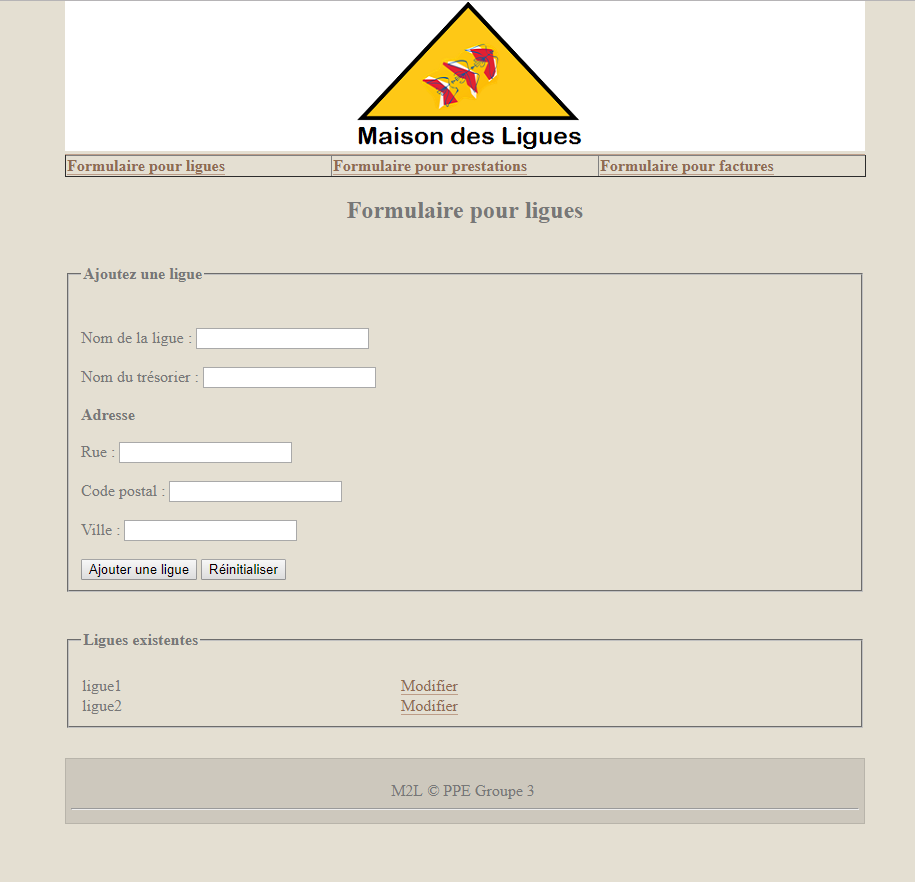 Maison des Ligues
Formulaire pour ligues Formulaire pour prestations Formulaire pour factures
Formulaire pour ligues
Ajoutez une ligue
Nom de la ligue :
Nom du trésorier :
Adresse
Rue :
Code postal :
Ville :
Ajouter une ligue Réinitialiser
Ligues existentes
ligue1 Modifier
ligue2 Modifier
M2L © PPE Groupe 3